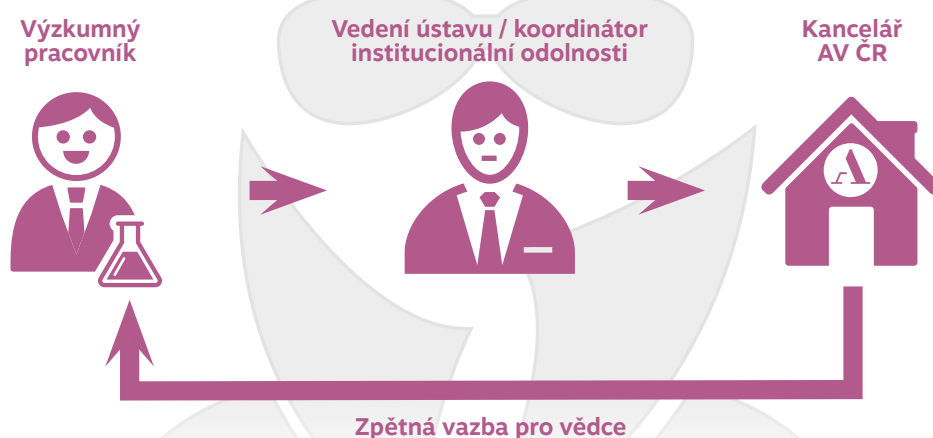 Výzkumný
pracovník
Vedení ústavu / koordinátor
institucionální odolnosti
Kancelář
AV ČR
A
Zpětná vazba pro vědce